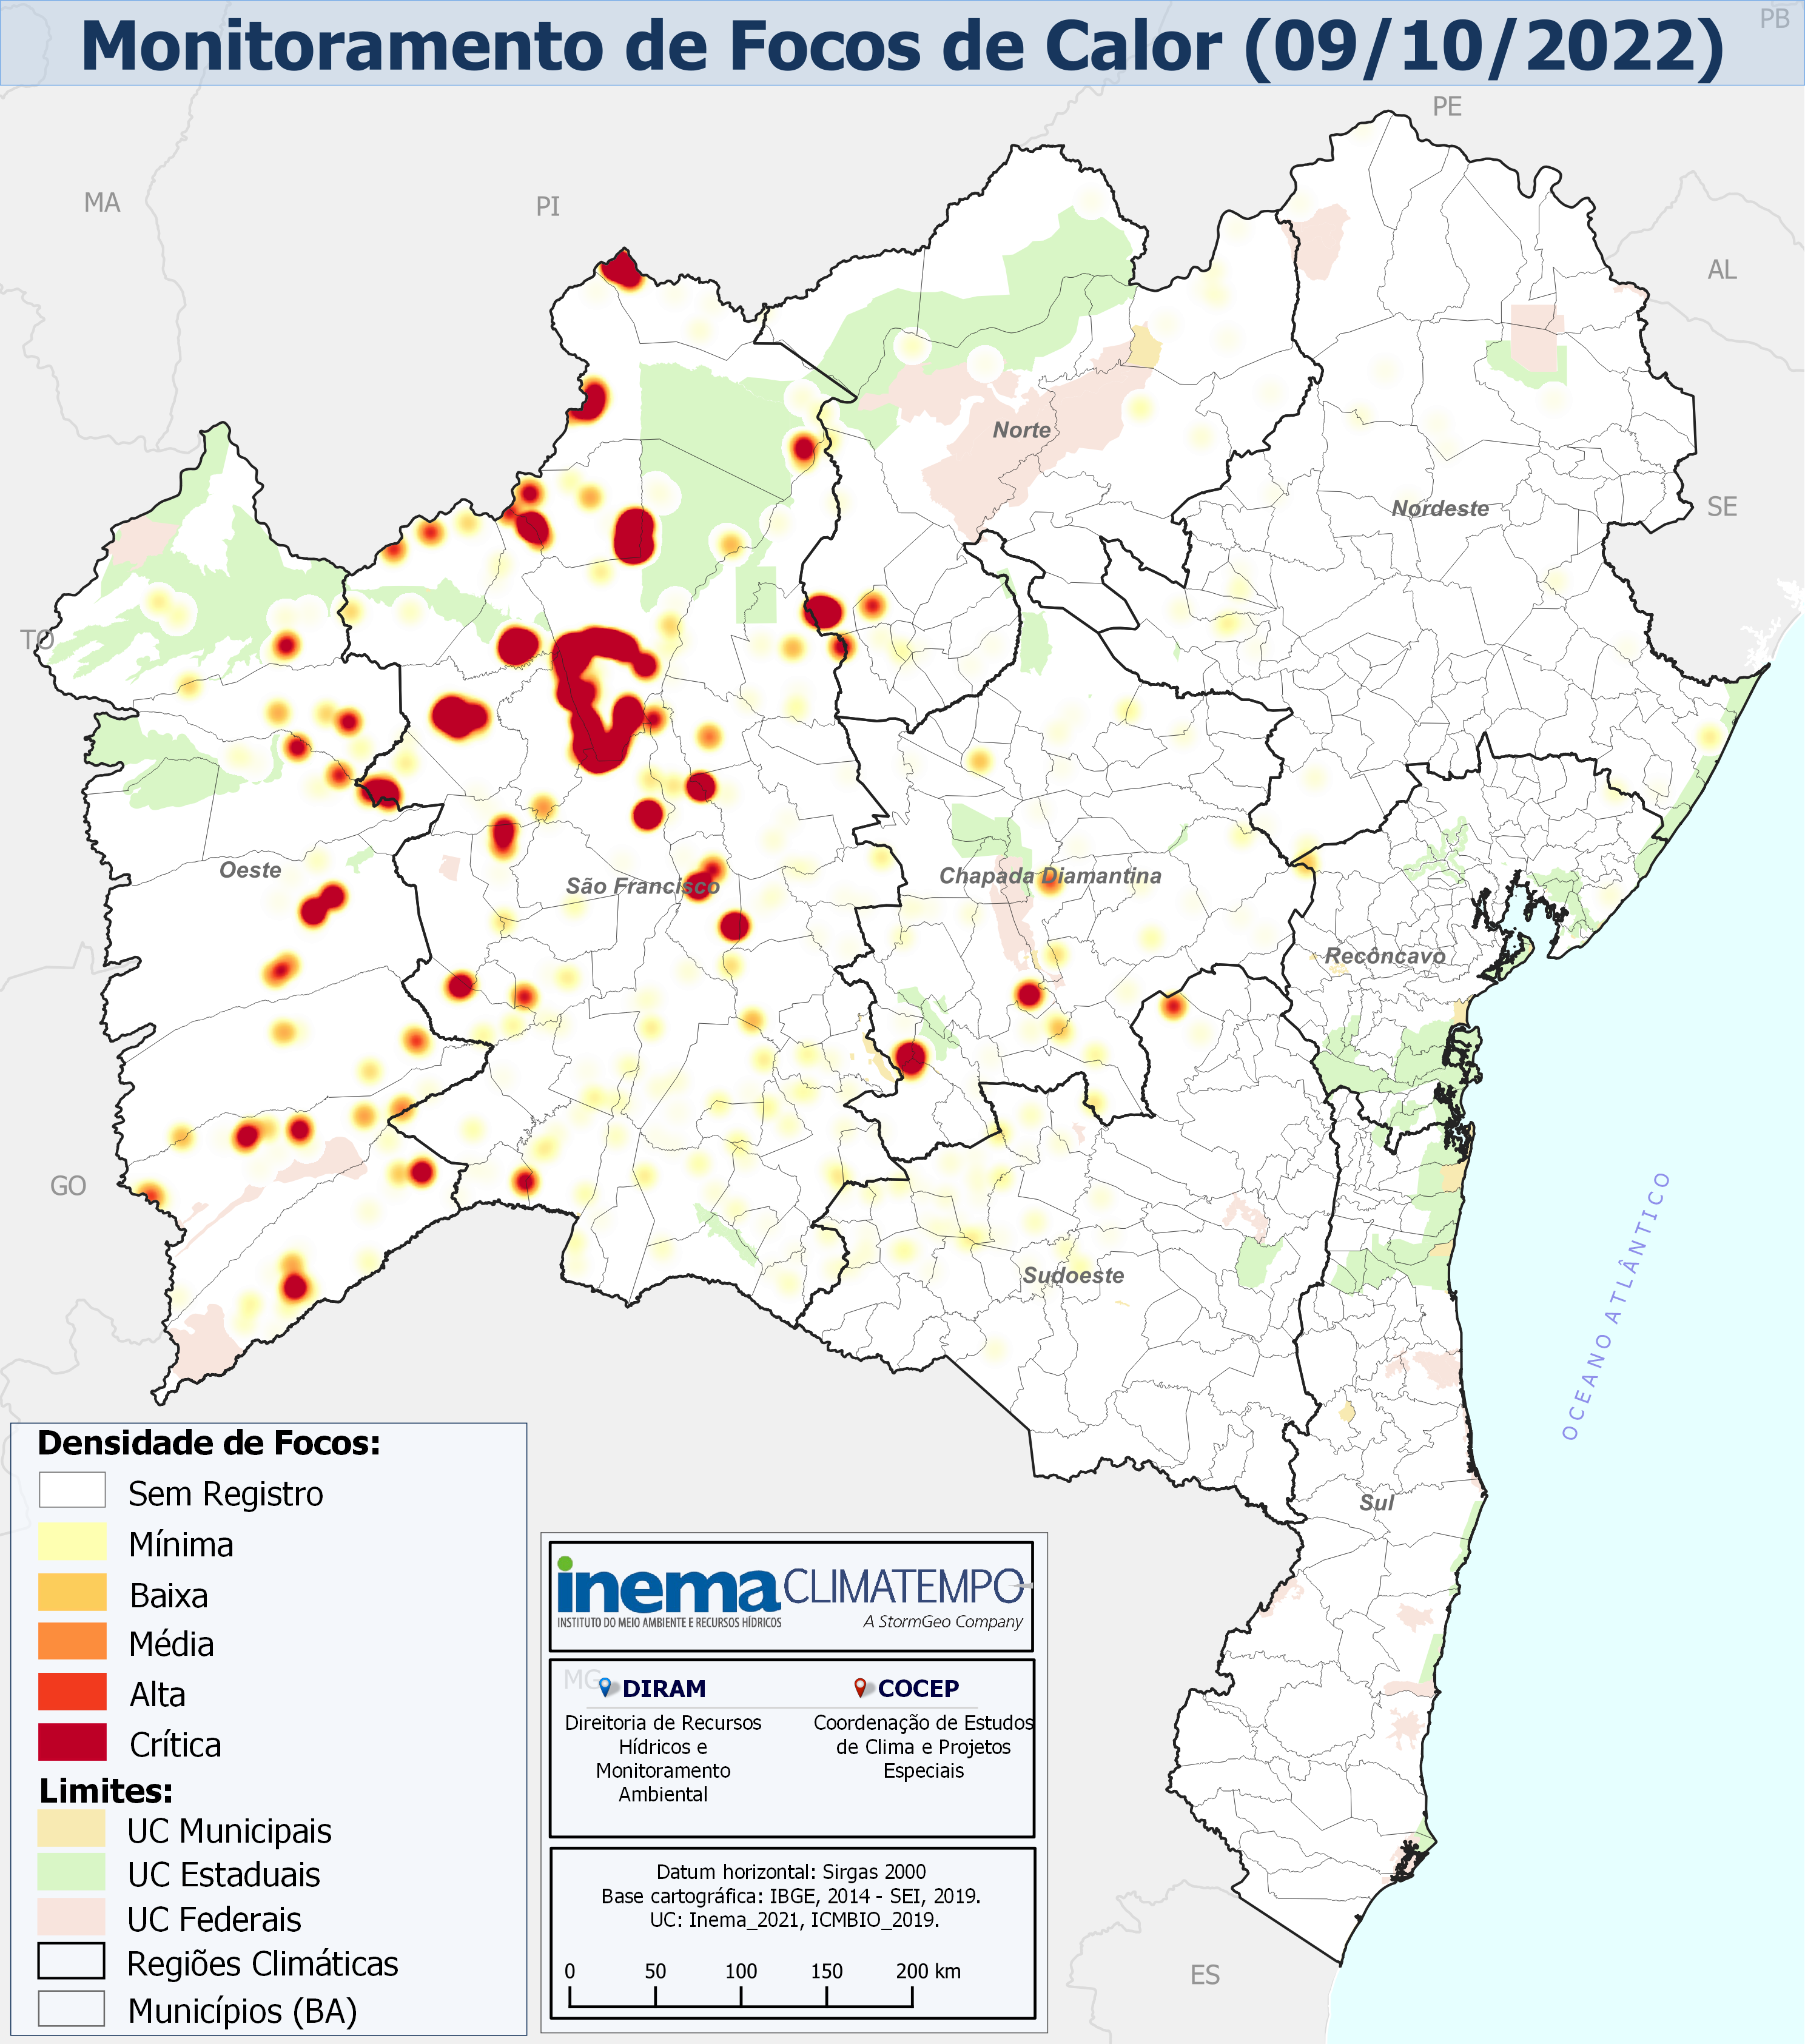 Monitoramento de Focos de Calor (09/10/2022)
PB
PE
MA
PI
AL
Norte
Nordeste
SE
TO
Oeste
São Francisco
Chapada Diamantina
Recôncavo
GO
OCEANO ATLÂNTICO
Sudoeste
Sul
Densidade de Focos:
Sem Registro
Mínima
Baixa
Média
Alta
Crítica
Limites:
UC Municipais
UC Estaduais
UC Federais
Regiões Climáticas
Municípios (BA)
inema
INSTITUTO DO MEIO AMBIENTE E RECURSOS HÍDRICOS
CLIMATEMPO
A StormGeo Company
MG
DIRAM
Direitoria de Recursos
Hídricos e
Monitoramento
Ambiental
COCEP
Coordenação de Estudos
de Clima e Projetos
Especiais
Datum horizontal: Sirgas 2000
Base cartográfica: IBGE, 2014 - SEI, 2019.
UC: Inema_2021, ICMBIO_2019.
0 50 100 150 200 km
ES